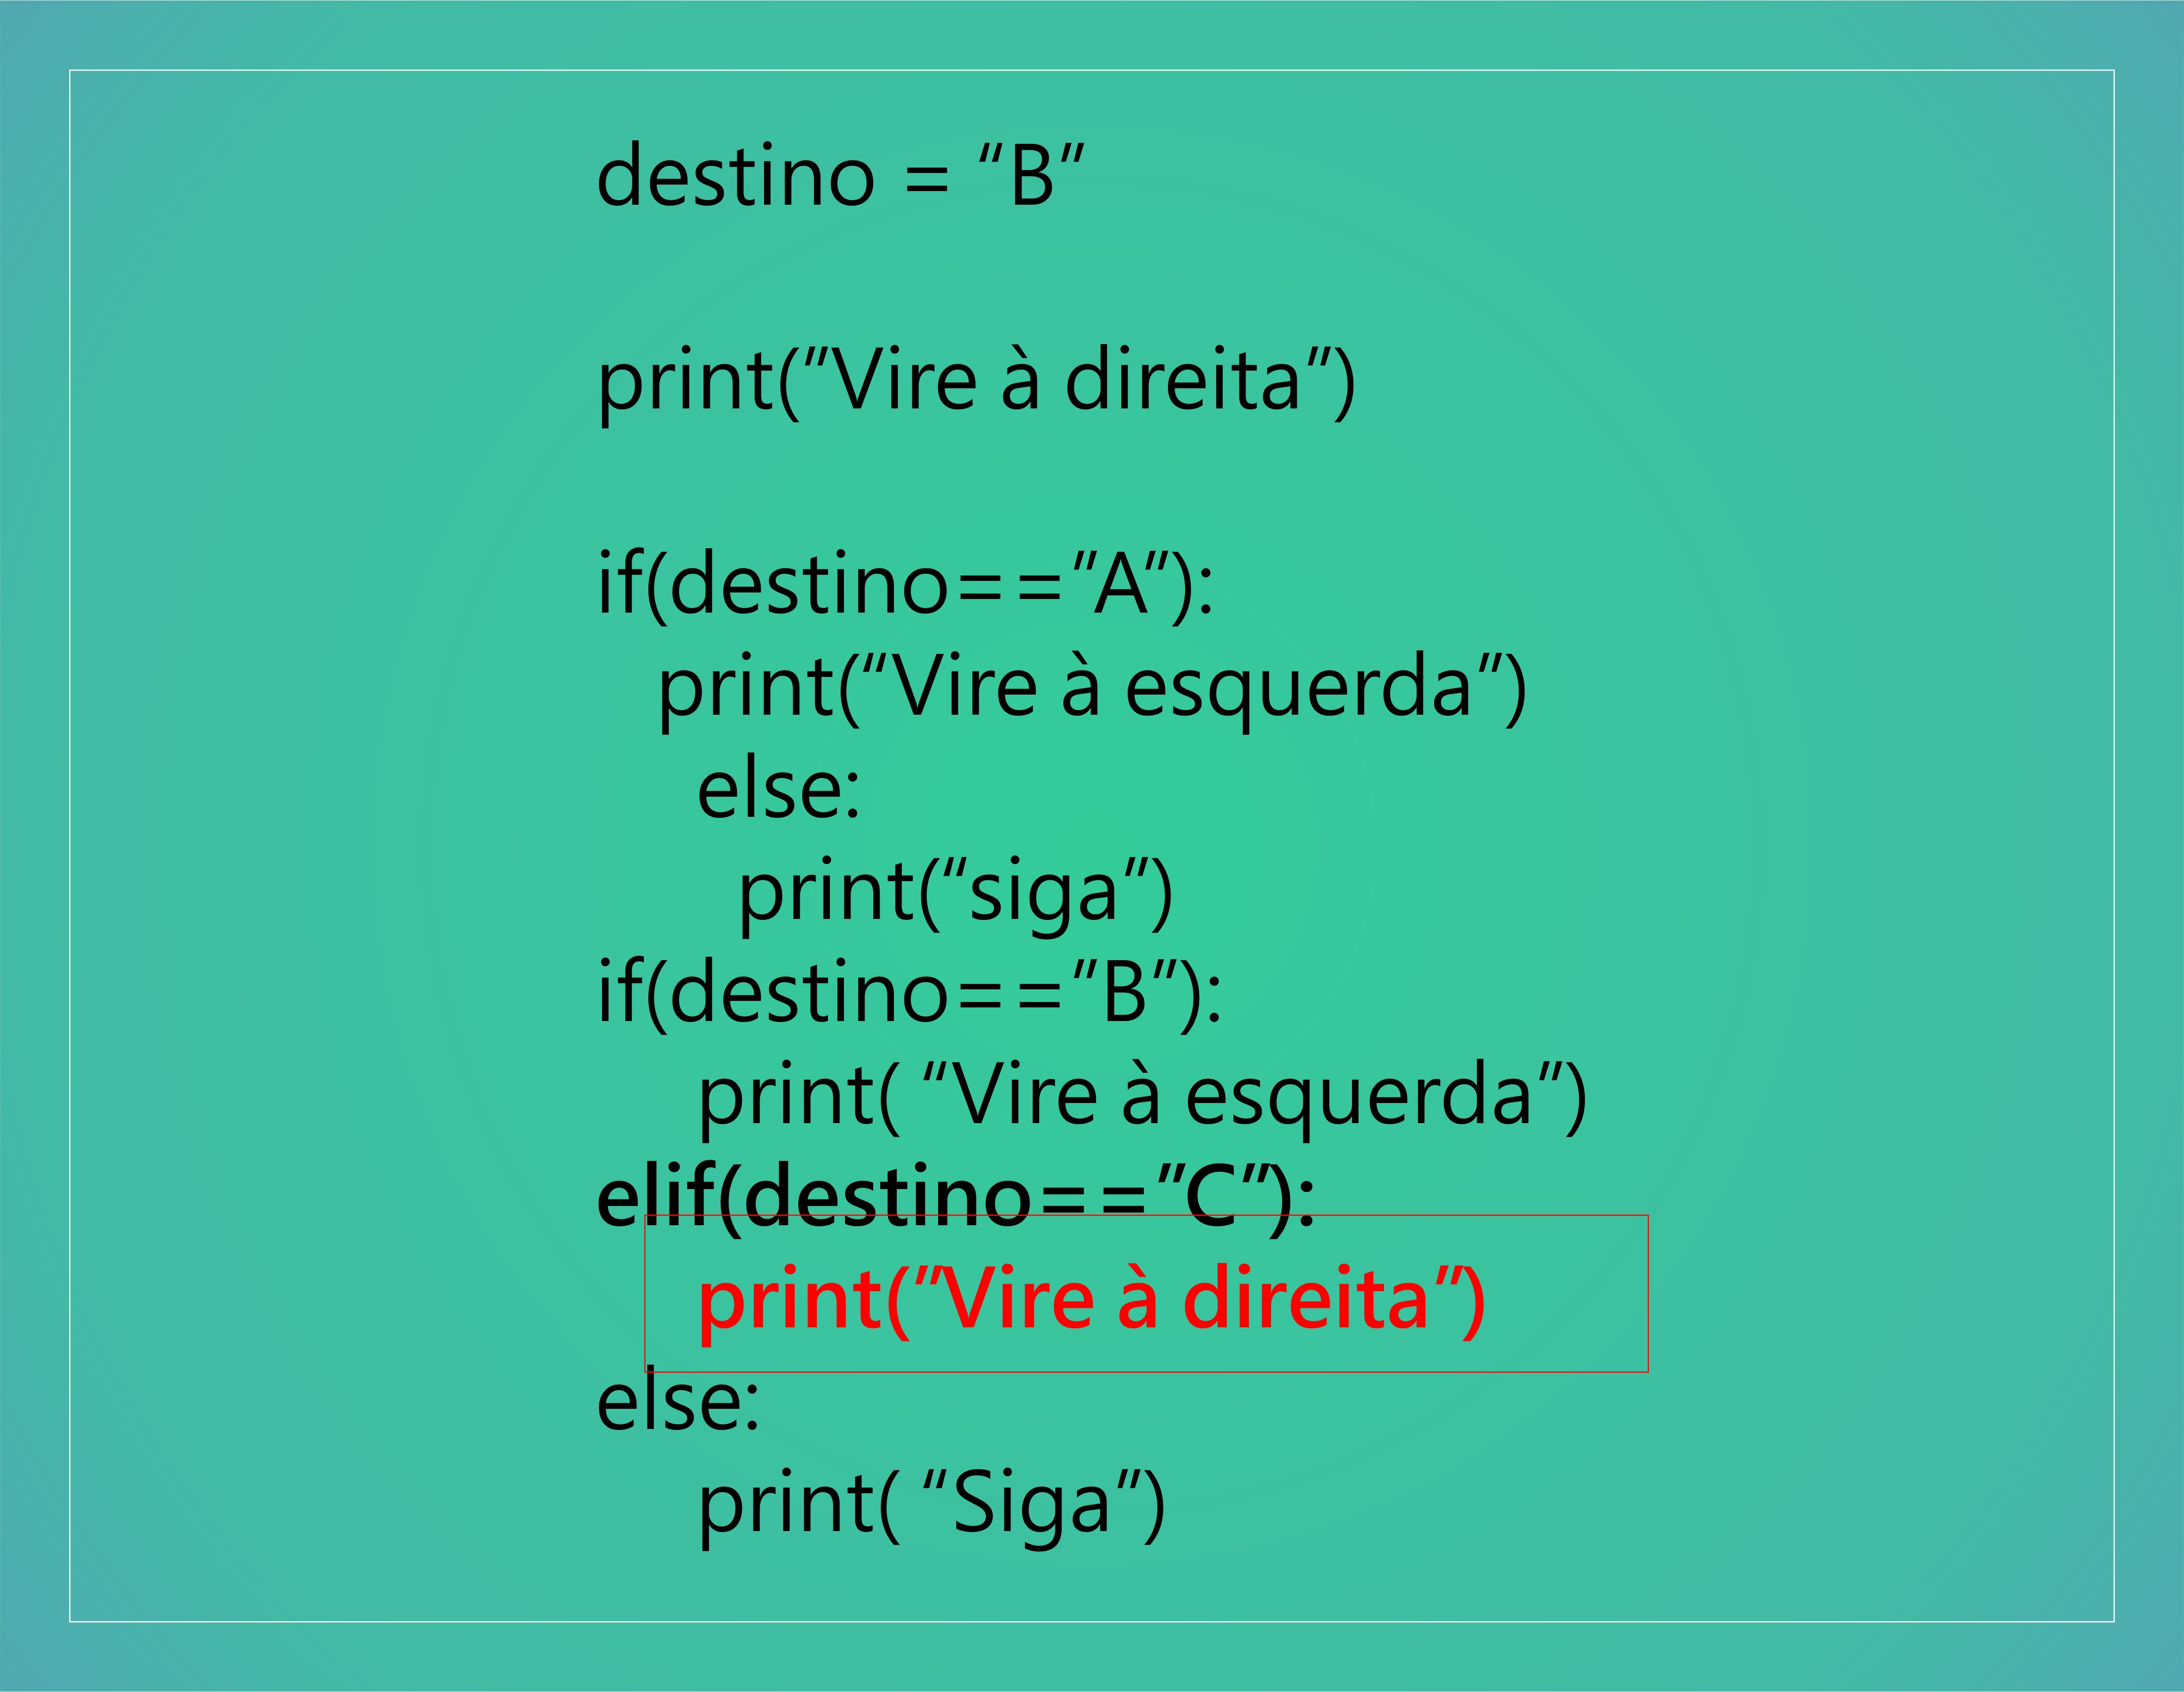 destino = “B”
print(“Vire à direita”)
if(destino==“A”):
print(“Vire à esquerda”)
else:
print(“siga”)
if(destino==“B”):
print( “Vire à esquerda”)
elif(destino==“C”):
print(“Vire à direita”)
else:
print( “Siga”)